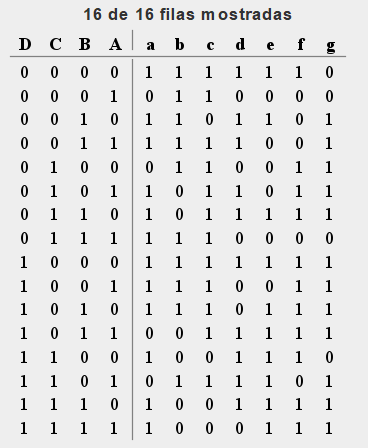 16 de 16 filas mostradas
D C B A a b c d e f g
0 0 0 0 1 1 1 1 1 1 0
0 0 0 1 0 1 1 0 0 0 0
0 0 1 0 1 1 0 1 1 0 1
0 0 1 1 1 1 1 1 0 0 1
0 1 0 0 0 1 1 0 0 1 1
0 1 0 1 1 0 1 1 0 1 1
0 1 1 0 1 0 1 1 1 1 1
0 1 1 1 1 1 1 0 0 0 0
1 0 0 0 1 1 1 1 1 1 1
1 0 0 1 1 1 1 0 0 1 1
1 0 1 0 1 1 1 0 1 1 1
1 0 1 1 0 0 1 1 1 1 1
1 1 0 0 1 0 0 1 1 1 0
1 1 0 1 0 1 1 1 1 0 1
1 1 1 0 1 0 0 1 1 1 1
1 1 1 1 1 0 0 0 1 1 1